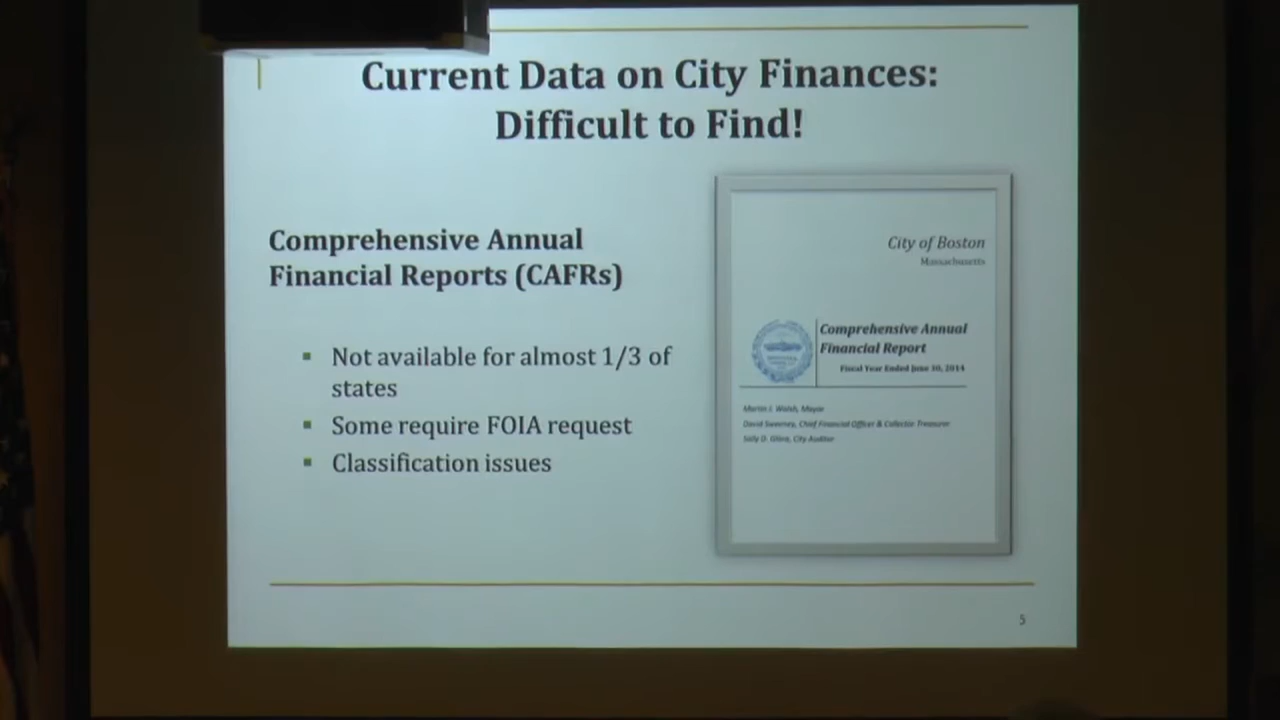 Current Data on City Finances:
Difficult to Find!
Comprehensive Annual
Financial Reports (CAFRs)
Not available for almost 1/3 of
states
Some require FOIA request
Classification issues
City of Boston
Massachusetts
Comprehensive Annual
Financial Report
Fiscal Year Ended June 30, 2014
Martin J. Walsh, Mayor
David Sweeney, Chief Financial Officer & Collector Treasurer
Sally D. Glora, City Auditor
5